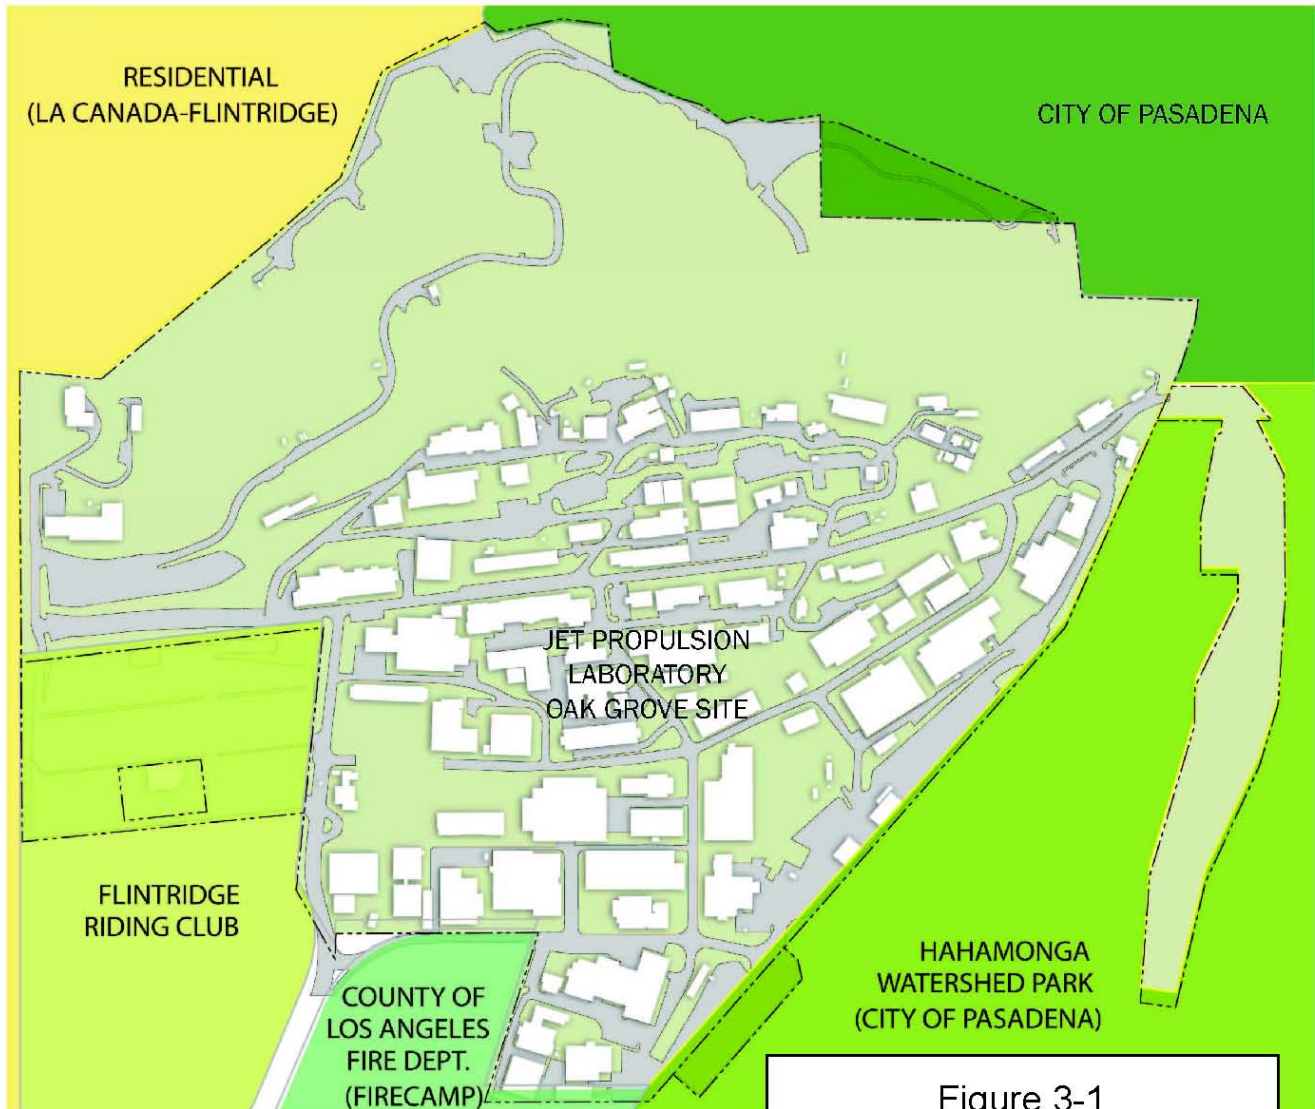 RESIDENTIAL
(LA CANADA-FLINTRIDGE)
CITY OF PASADENA
JET PROPULSION
LABORATORY
OAK GROVE SITE
FLINTRIDGE
RIDING CLUB
HAHAMONGA
WATERSHED PARK
(CITY OF PASADENA)
COUNTY OF
LOS ANGELES
FIRE DEPT.
(FIRECAMP)
Figure 3-1